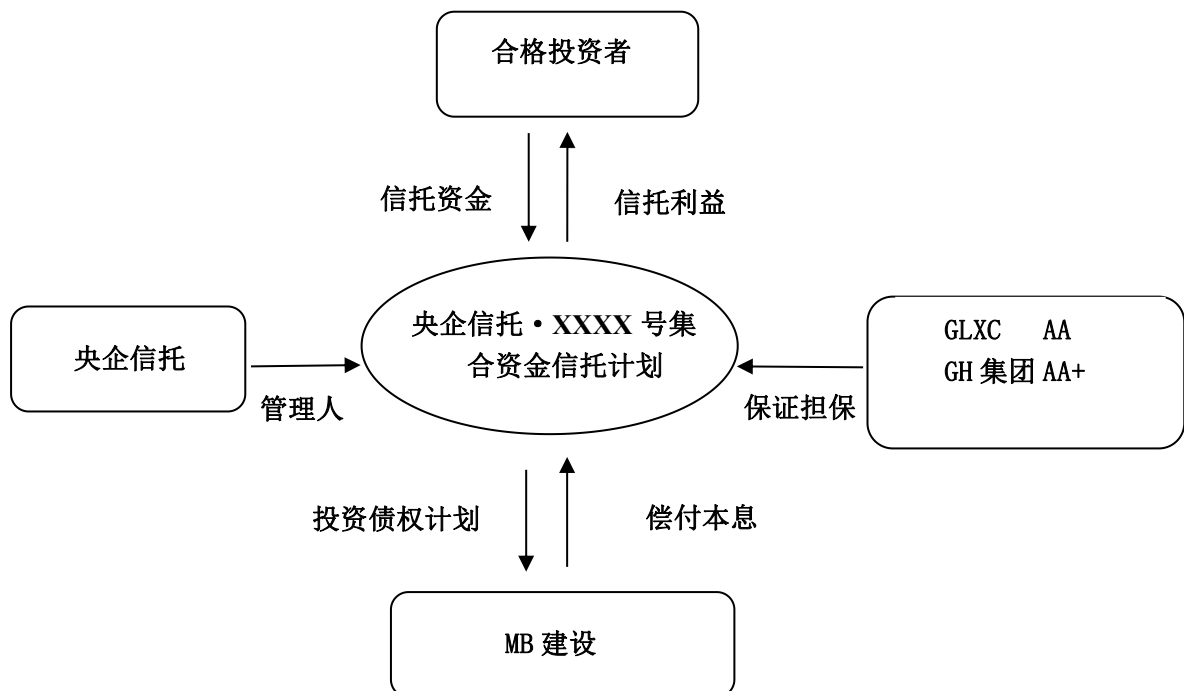 合格投资者
信托资金
信托利益
央企信托
管理人
央企信托·XXXX 号集
合资金信托计划
GLXC AA
GH 集团 AA+
保证担保
投资债权计划
偿付本息
MB 建设